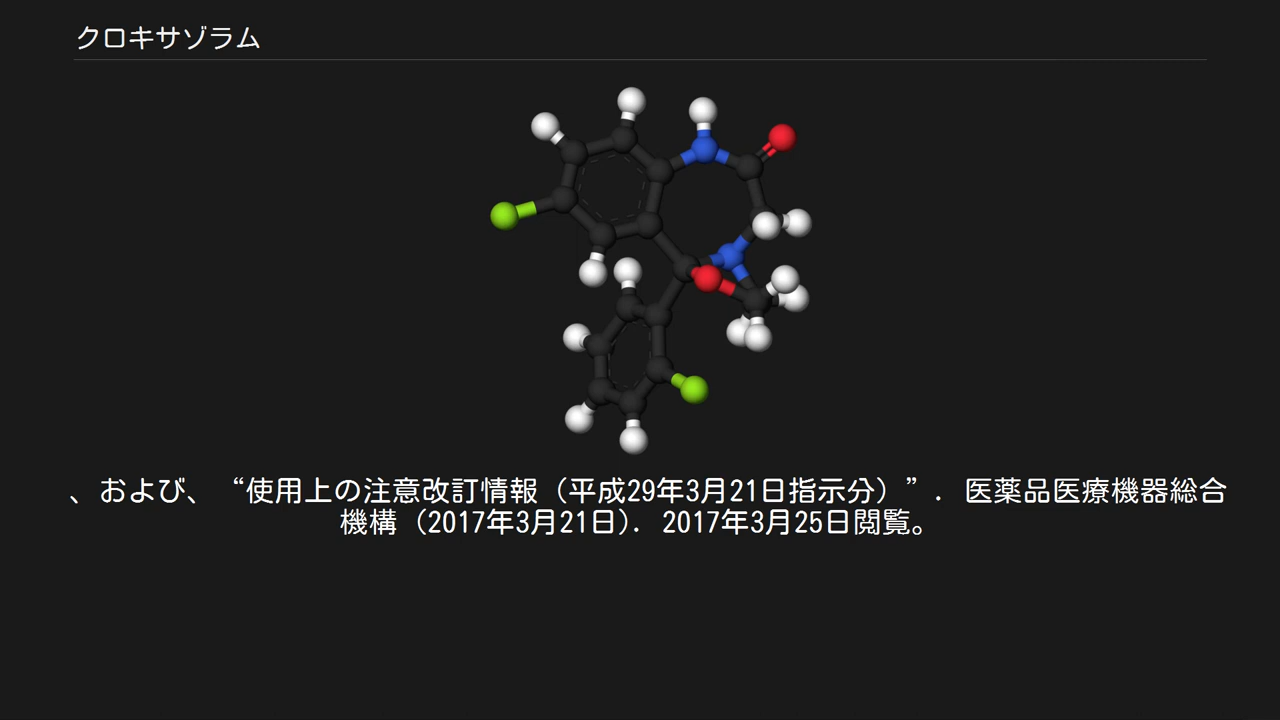 クロキサゾラム
、および、“使用上の注意改訂情報（平成29年3月21日指示分）”. 医薬品医療機器総合
機構 (2017年3月21日). 2017年3月25日閲覧。